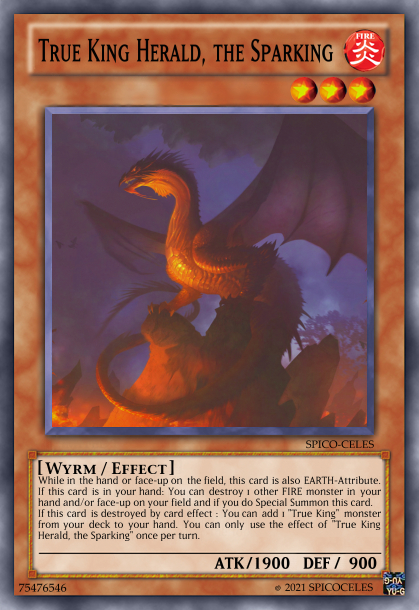 True King Herald, the Sparking
FIRE
炎
SPICO-CELES
[Wyrm / Effect]
While in the hand or face-up on the field, this card is also EARTH-Attribute.
If this card is in your hand: You can destroy 1 other FIRE monster in your
hand and/or face-up on your field and if you do Special Summon this card.
If this card is destroyed by card effect : You can add 1 "True King" monster
from your deck to your hand. You can only use the effect of "True King
Herald, the Sparking" once per turn.
ATK/1900 DEF/ 900
75476546
© 2021 SPICOCELES
YU-G